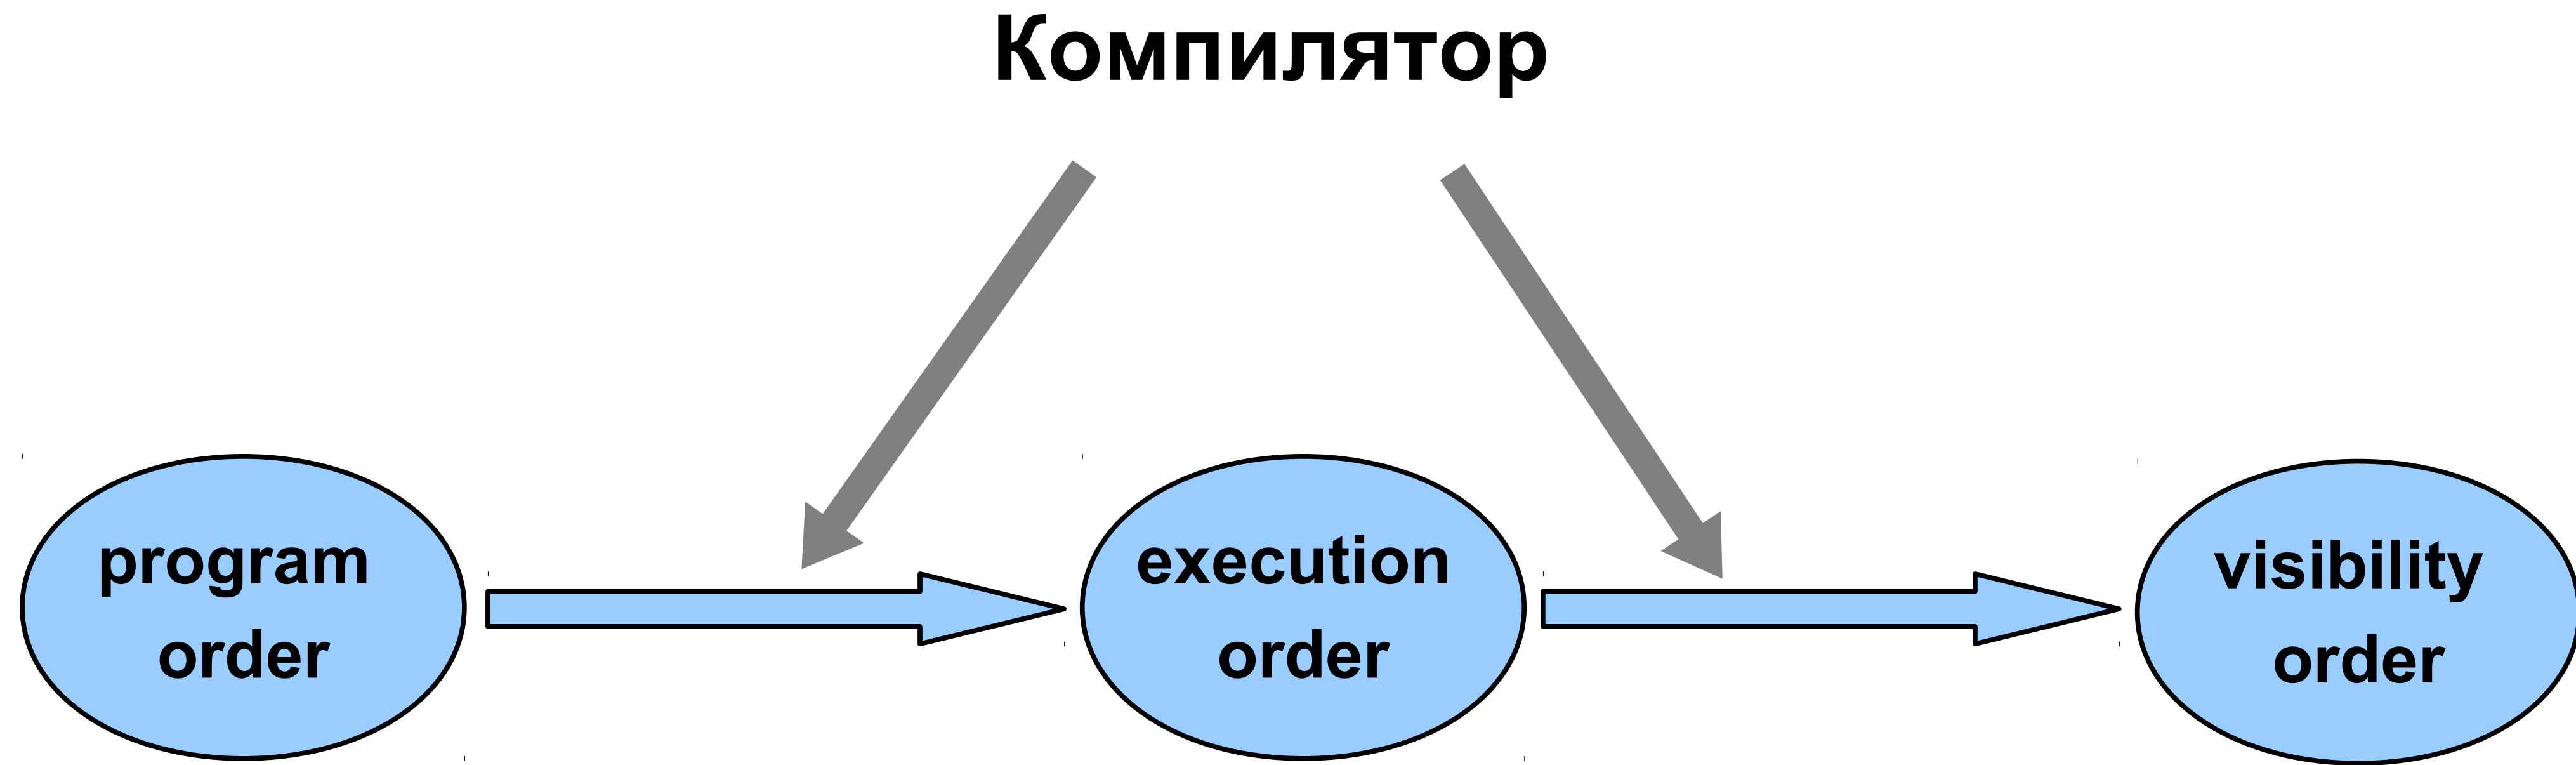 Компилятор
program
order
execution
order
visibility
order